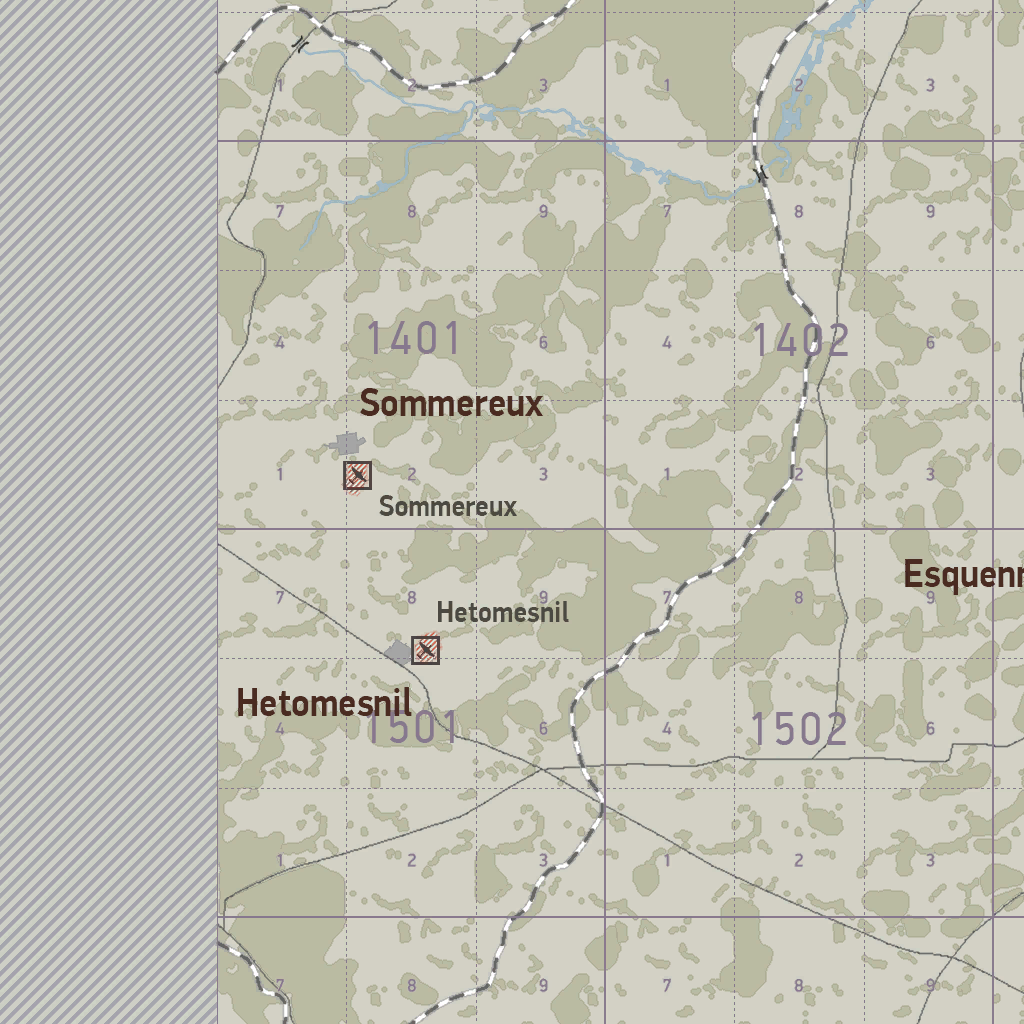 1 2 3 1 2 3
7 8 9 7 8 9
1401 1402
4 6 4 6
Sommereux
1 2 3 1 2 3
Sommereux
Esquenn
7 8 9 7 8 9
Hetomesnil
Hetomesnil
1501 1502
4 6 4 6
1 2 3 1 2 3
7 8 9 7 8 9